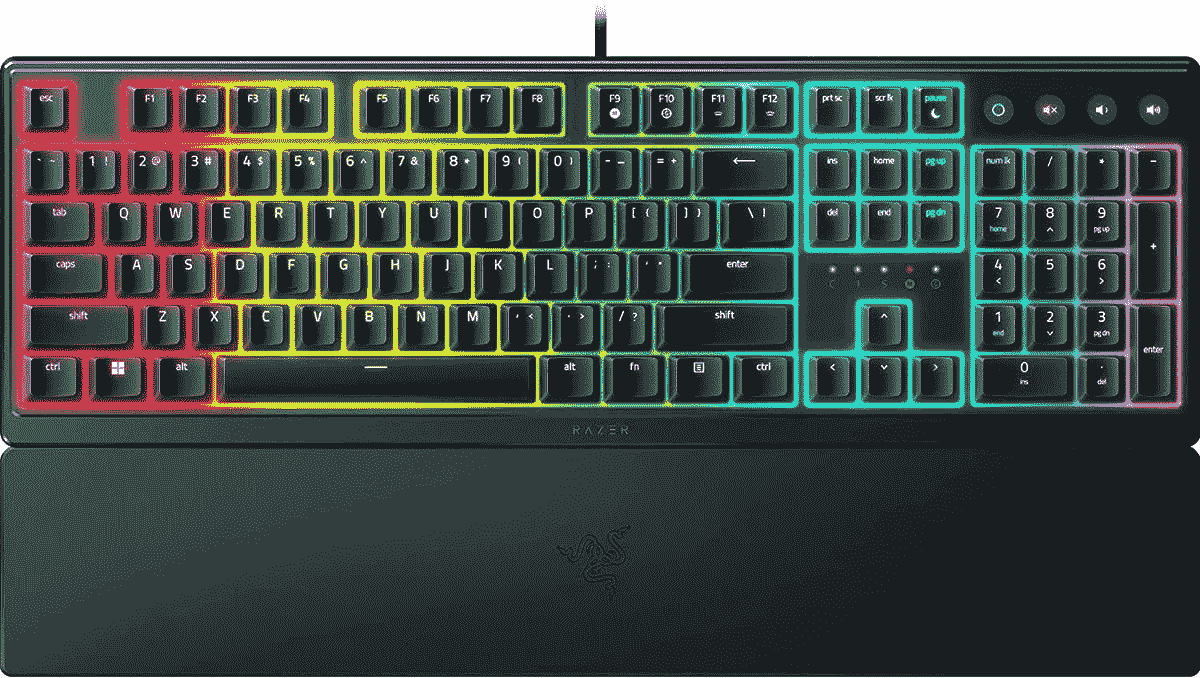 esc F1 F2 F3 F4 F5 F6 F7 F8 F9 F10 F11 F12 prt sc scr lk pause
` ~ 1 ! 2 @ 3 # 4 $ 5 % 6 ^ 7 & 8 * 9 ( 0 ) - _ = + ← ins home pg up num lk / * -
tab Q W E R T Y U I O P [ { ] } \ | del end pg dn 7 home 8 ^ 9 pg up +
caps A S D F G H J K L ; : ' " enter 4 < 5 6 >
shift Z X C V B N M , < . > / ? shift ^ 1 end 2 ˅ 3 pg dn enter
ctrl alt alt fn ctrl < ˅ > 0 ins . del
RAZER